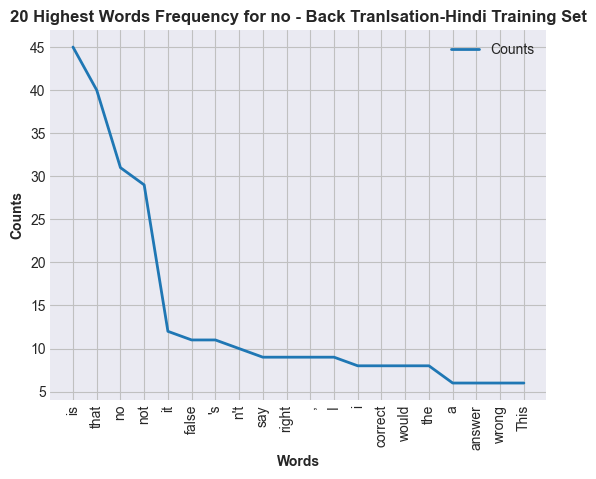 20 Highest Words Frequency for no - Back Tranlsation-Hindi Training Set
Counts
45
40
35
30
25
20
15
10
5
Counts
is
that
no
not
it
false
's
n't
say
right
,
I
i
correct
would
the
a
answer
wrong
This
Words